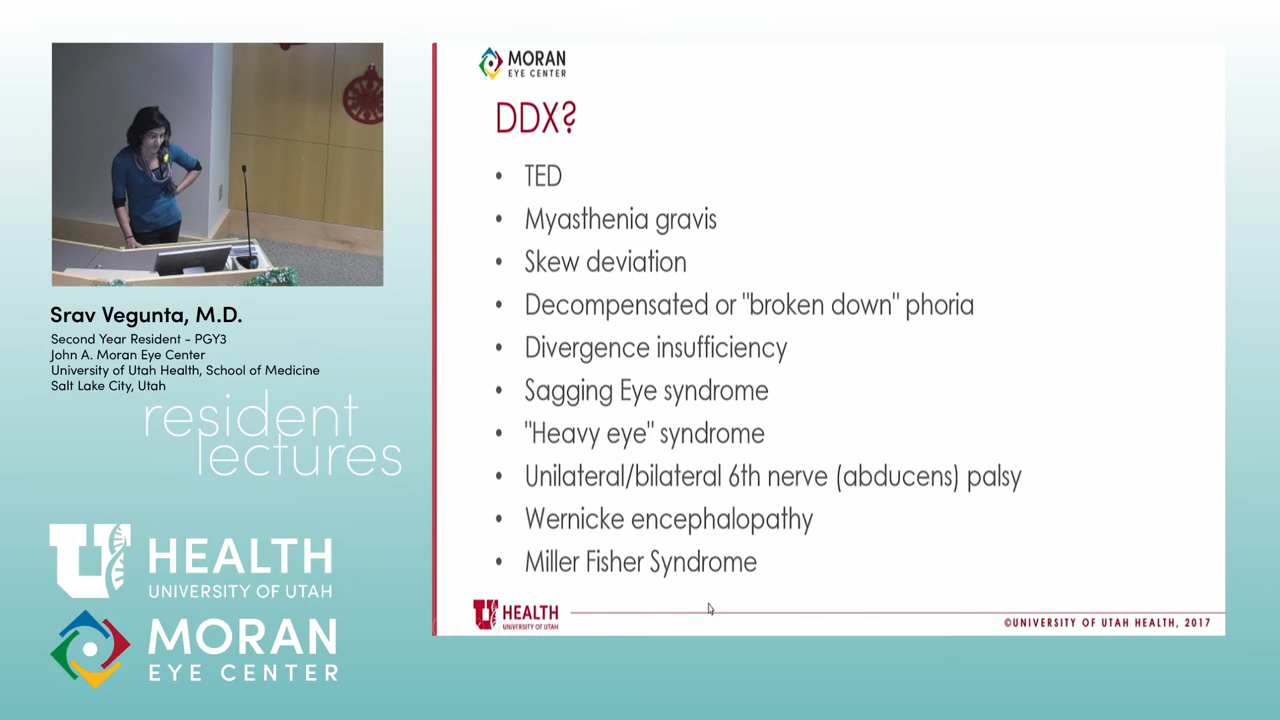 Srav Vegunta, M.D.
Second Year Resident - PGY3
John A. Moran Eye Center
University of Utah Health, School of Medicine
Salt Lake City, Utah
resident
lectures
U HEALTH
UNIVERSITY OF UTAH
MORAN
EYE CENTER
MORAN
EYE CENTER
DDX?
• TED
• Myasthenia gravis
• Skew deviation
• Decompensated or "broken down" phoria
• Divergence insufficiency
• Sagging Eye syndrome
• "Heavy eye" syndrome
• Unilateral/bilateral 6th nerve (abducens) palsy
• Wernicke encephalopathy
• Miller Fisher Syndrome
U HEALTH
UNIVERSITY OF UTAH
©UNIVERSITY OF UTAH HEALTH, 2017